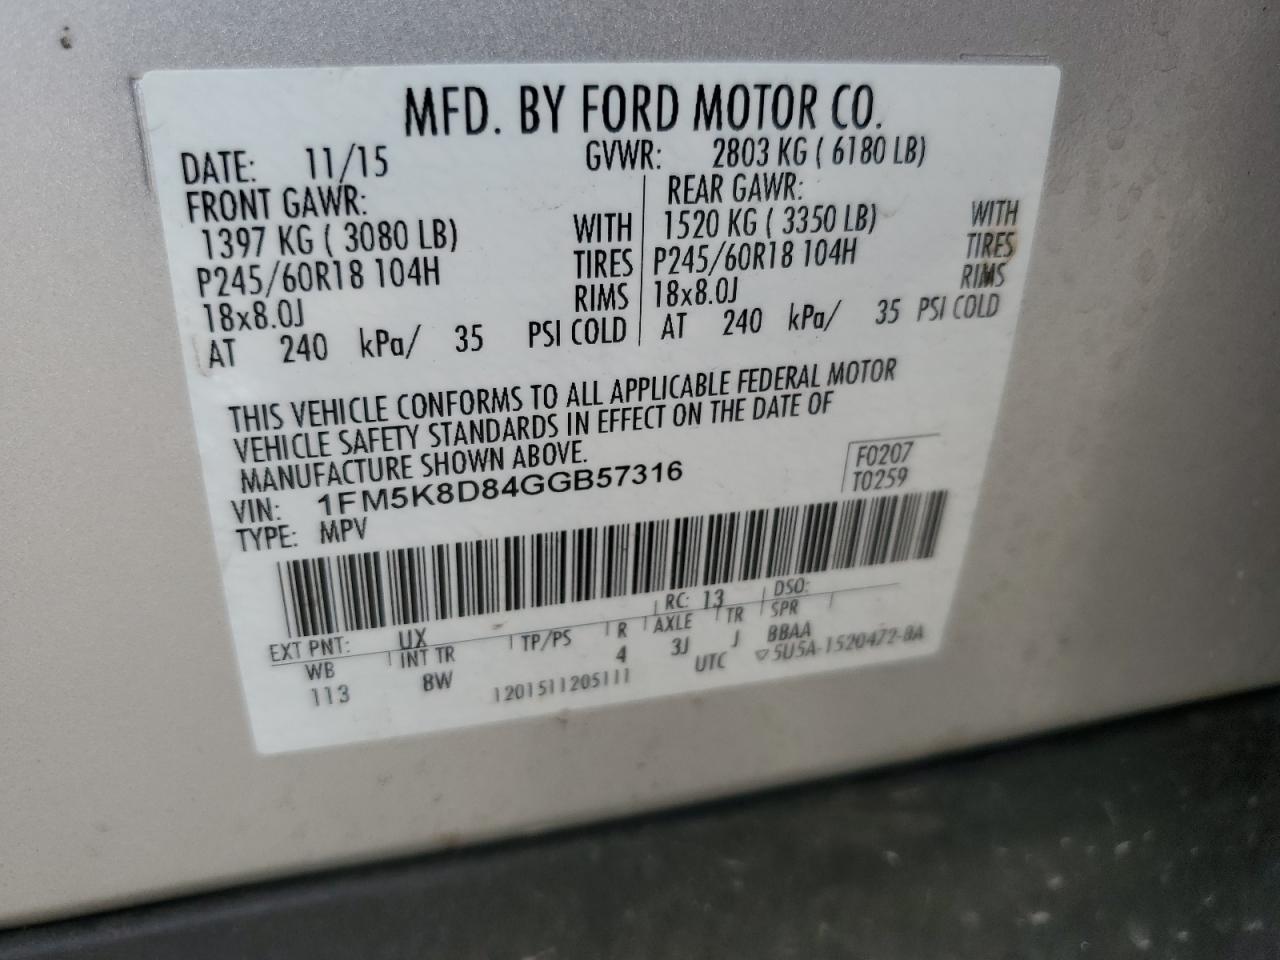 MFD. BY FORD MOTOR CO.
DATE: 11/15 GVWR: 2803 KG ( 6180 LB)
FRONT GAWR: REAR GAWR:
1397 KG ( 3080 LB) WITH 1520 KG ( 3350 LB) WITH
P245/60R18 104H TIRES P245/60R18 104H TIRES
18x8.0J RIMS 18x8.0J RIMS
AT 240 kPa/ 35 PSI COLD AT 240 kPa/ 35 PSI COLD
THIS VEHICLE CONFORMS TO ALL APPLICABLE FEDERAL MOTOR
VEHICLE SAFETY STANDARDS IN EFFECT ON THE DATE OF
MANUFACTURE SHOWN ABOVE.
VIN: 1FM5K8D84GGB57316 F0207
TYPE: MPV T0259
EXT PNT: UX RC: 13 DSO:
WB INT TR TP/PS R AXLE TR SPR
113 8W 4 3J J BBAA
1201511205111 UTC ▽5U5A-1520472-BA